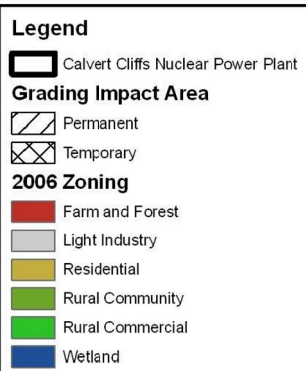 Legend
Calvert Cliffs Nuclear Power Plant
Grading Impact Area
Permanent
Temporary
2006 Zoning
Farm and Forest
Light Industry
Residential
Rural Community
Rural Commercial
Wetland